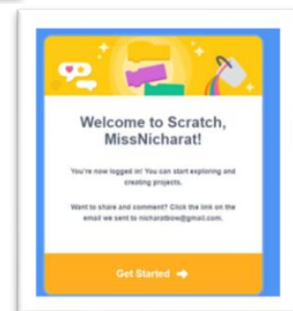 Welcome to Scratch,
MissNicharat!
You're now logged in! You can start exploring and
creating projects.
Want to share and comment? Click the link on the
email we sent to nicharatbow@gmail.com.
Get Started